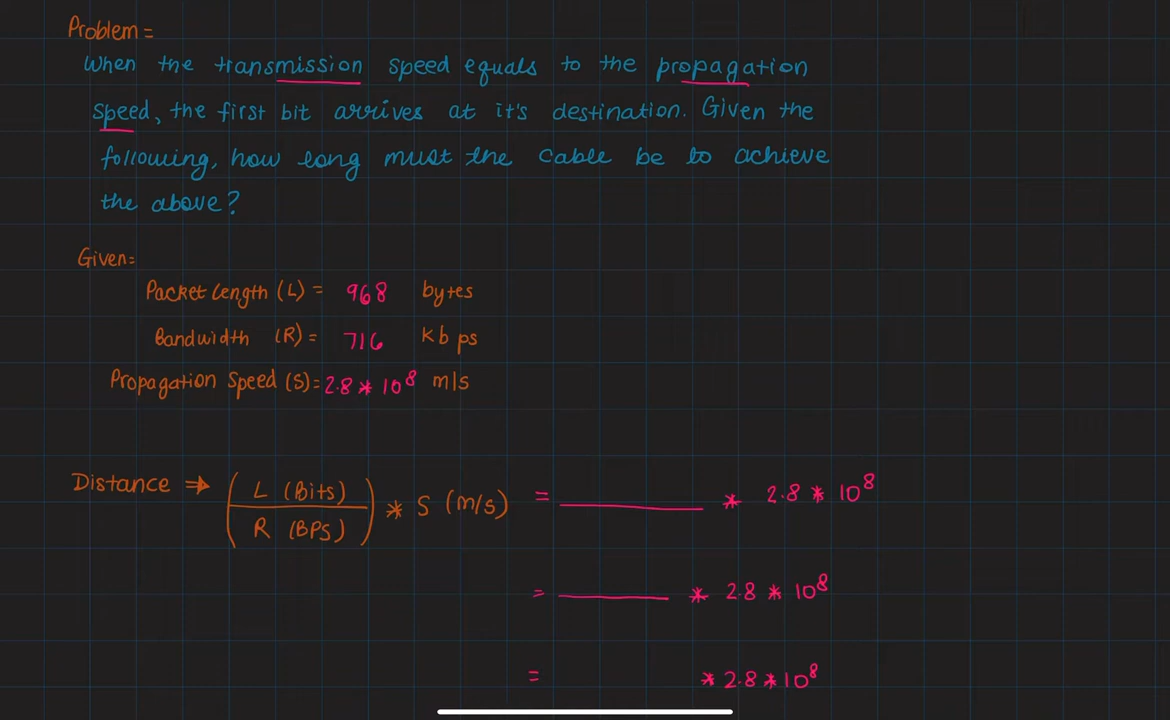 Problem =
When the transmission speed equals to the propagation
speed, the first bit arrives at it's destination. Given the
following, how long must the cable be to achieve
the above?
Given:
Packet Length (L) = 968 bytes
Bandwidth (R) = 716 Kbps
Propagation Speed (S) = 2.8 * 10^8 m/s
Distance → ( L (Bits) / R (BPS) ) * S (m/s) = ______ * 2.8 * 10^8
= ______ * 2.8 * 10^8
= * 2.8 * 10^8